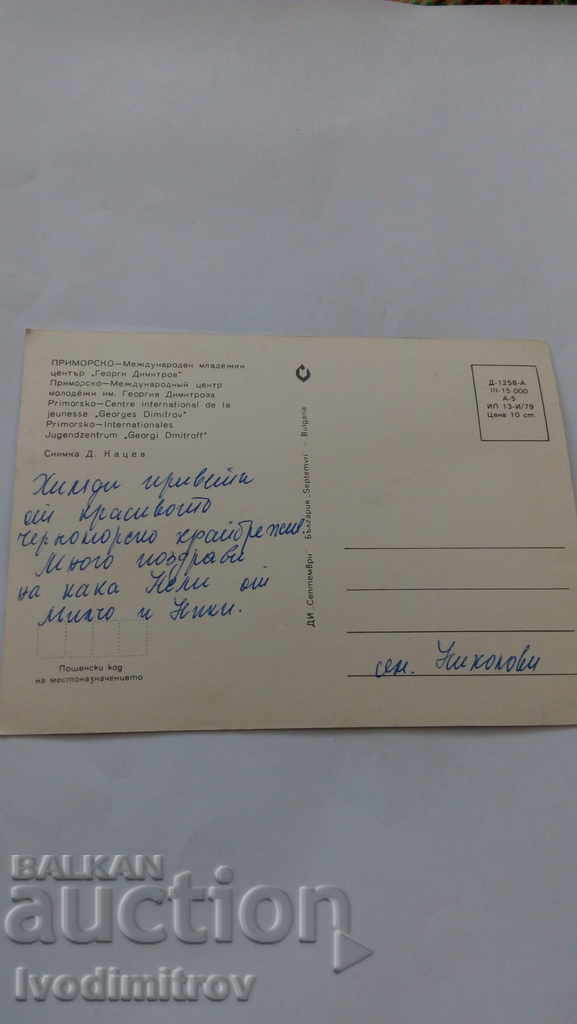 ПРИМОРСКО—Международен младежки
център „Георги Димитров"
Приморско—Международный центр
молодёжи им. Георгия Димитрова
Primorsko—Centre international de la
jeunesse „Georges Dimitrov"
Primorsko—Internationales
Jugendzentrum „Georgi Dmitroff"
Снимка Д. Кацев
Хиляди привети
от красивото
черноморско крайбрежие.
Много поздрави
на кака Нели от
Митко и Ники.
Пощенски код
на местоназначението
ДИ „Септември" България „Septemvri" Bulgaria
Д-1258-А
III-15 000
А-5
ИП 13-И/79
Цена 10 ст.
сем. Николови
BALKAN
auction
Ivodimitrov